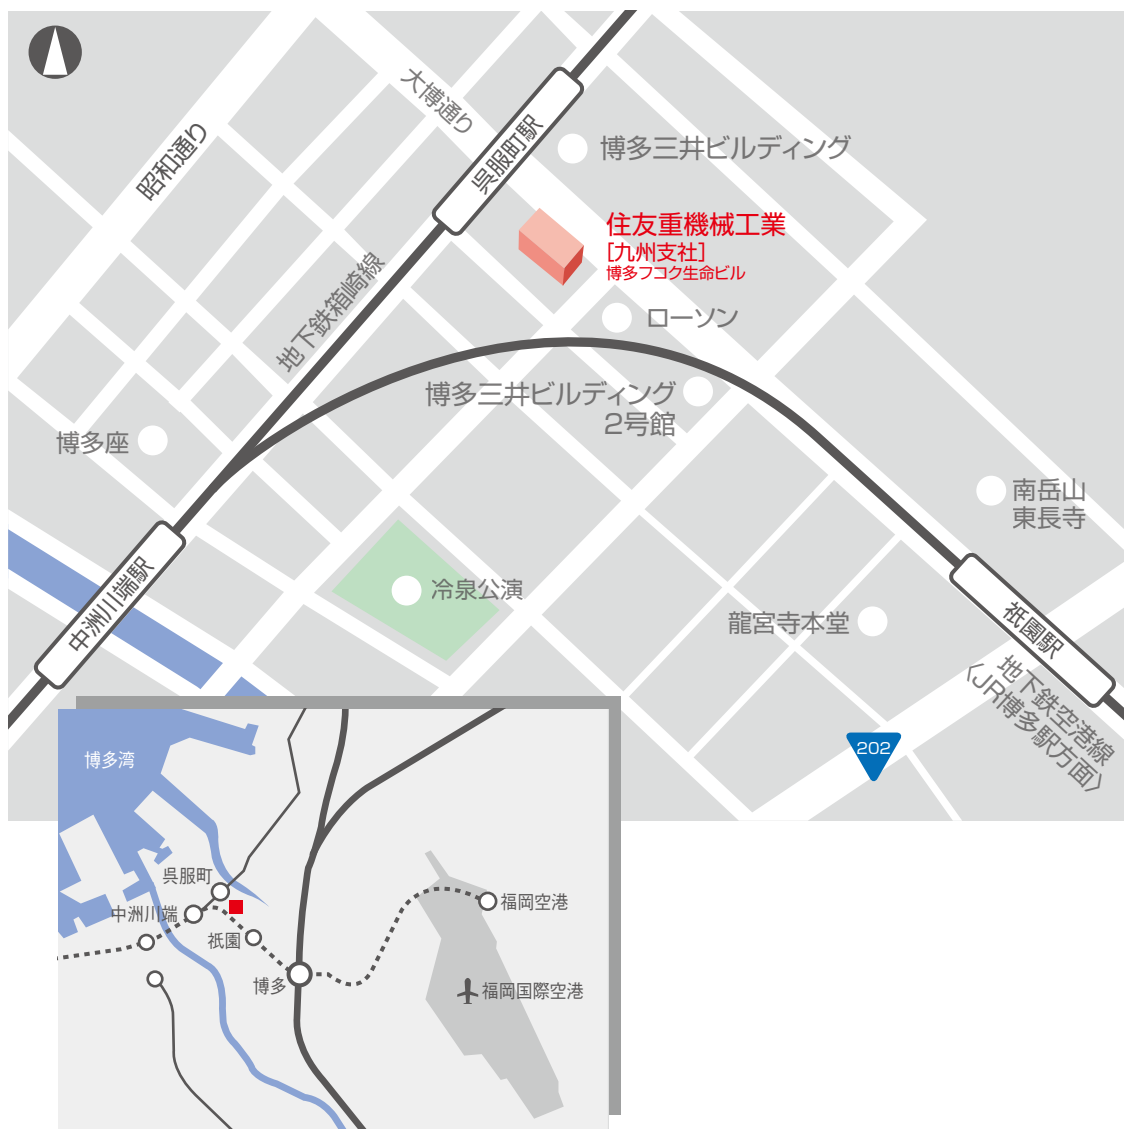 大博通り
呉服町駅
博多三井ビルディング
昭和通り
住友重機械工業
[九州支社]
博多フコク生命ビル
地下鉄箱崎線
ローソン
博多三井ビルディング
2号館
博多座
南岳山
東長寺
中洲川端駅
冷泉公演
龍宮寺本堂
祇園駅
地下鉄空港線
〈JR博多駅方面〉
202
博多湾
呉服町
中洲川端
祇園
博多
福岡空港
福岡国際空港